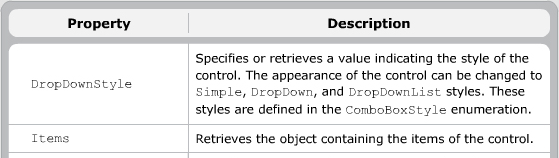 Property Description
Specifies or retrieves a value indicating the style of the
control. The appearance of the control can be changed to
DropDownStyle Simple, DropDown, and DropDownList styles. These
styles are defined in the ComboBoxStyle enumeration.
Items Retrieves the object containing the items of the control.